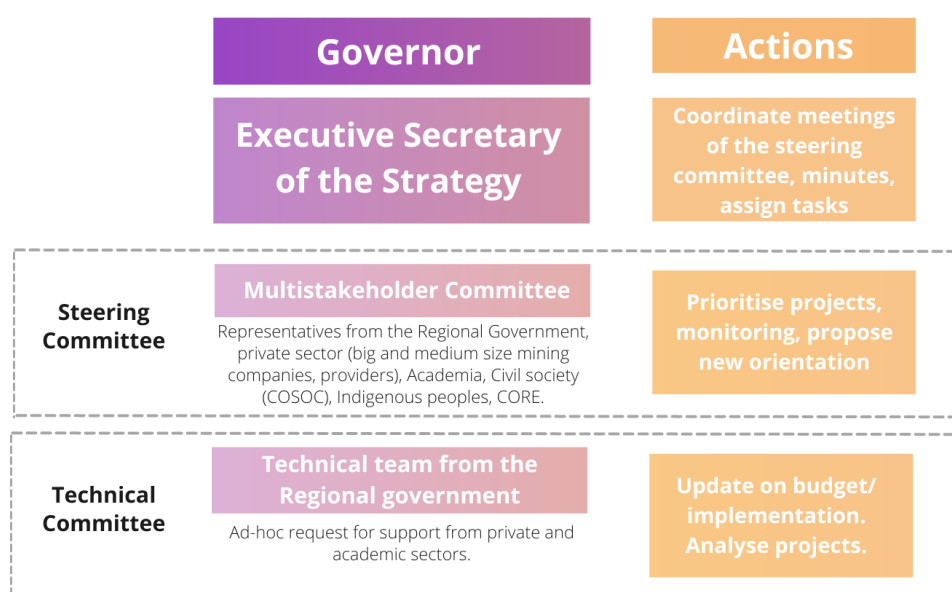 Governor
Actions
Executive Secretary
of the Strategy
Coordinate meetings
of the steering
committee, minutes,
assign tasks
Steering
Committee
Multistakeholder Committee
Representatives from the Regional Government,
private sector (big and medium size mining
companies, providers), Academia, Civil society
(COSOC), Indigenous peoples, CORE.
Prioritise projects,
monitoring, propose
new orientation
Technical
Committee
Technical team from the
Regional government
Ad-hoc request for support from private and
academic sectors.
Update on budget/
implementation.
Analyse projects.